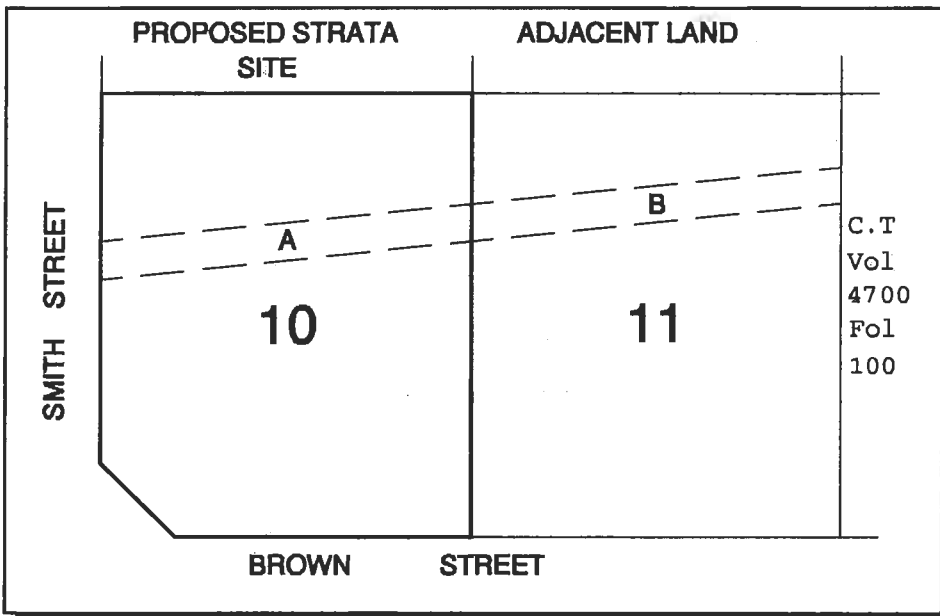 PROPOSED STRATA
SITE
ADJACENT LAND
SMITH STREET
A
B
10
11
C.T
Vol
4700
Fol
100
BROWN STREET